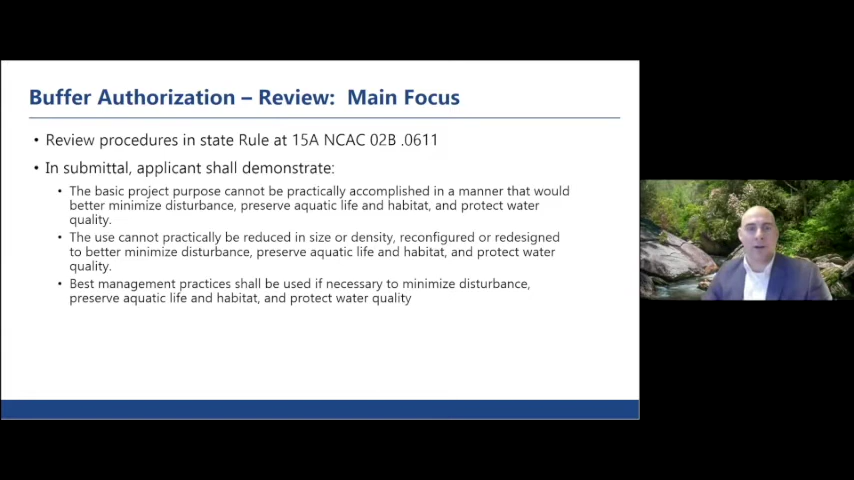 Buffer Authorization – Review:  Main Focus
• Review procedures in state Rule at 15A NCAC 02B .0611
• In submittal, applicant shall demonstrate:
• The basic project purpose cannot be practically accomplished in a manner that would
better minimize disturbance, preserve aquatic life and habitat, and protect water
quality.
• The use cannot practically be reduced in size or density, reconfigured or redesigned
to better minimize disturbance, preserve aquatic life and habitat, and protect water
quality.
• Best management practices shall be used if necessary to minimize disturbance,
preserve aquatic life and habitat, and protect water quality